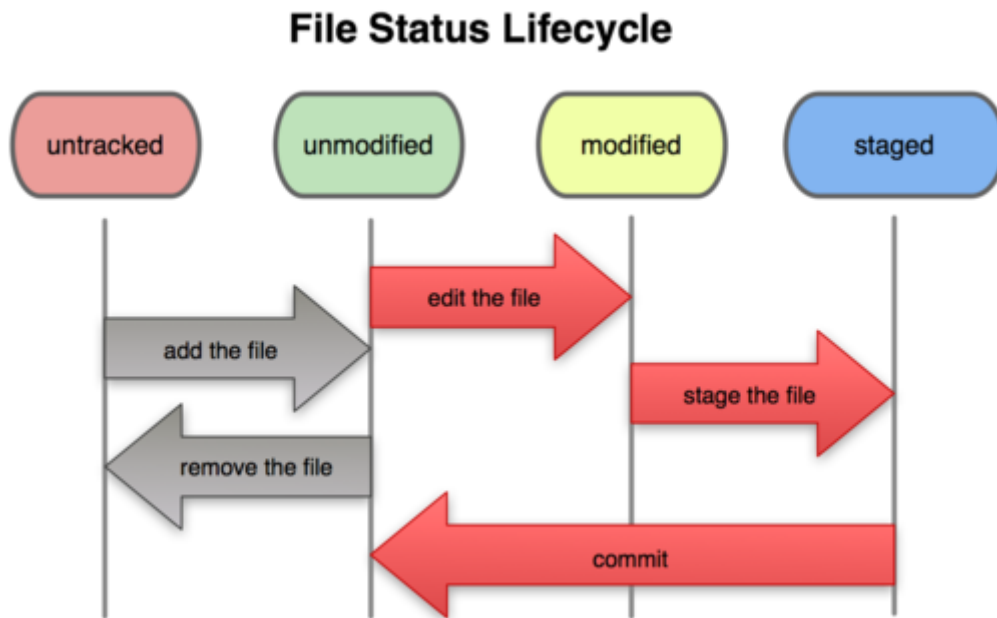 File Status Lifecycle
untracked
unmodified
modified
staged
edit the file
add the file
stage the file
remove the file
commit